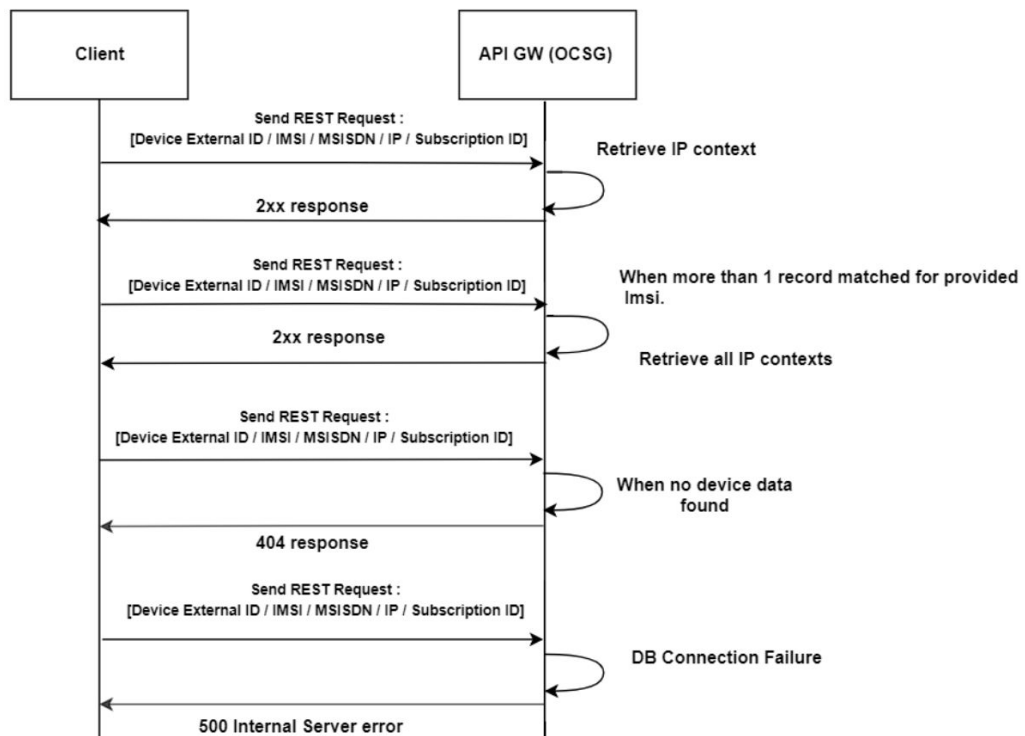 Client
API GW (OCSG)
Send REST Request :
[Device External ID / IMSI / MSISDN / IP / Subscription ID]
Retrieve IP context
2xx response
Send REST Request :
[Device External ID / IMSI / MSISDN / IP / Subscription ID]
When more than 1 record matched for provided
Imsi.
2xx response
Retrieve all IP contexts
Send REST Request :
[Device External ID / IMSI / MSISDN / IP / Subscription ID]
When no device data
found
404 response
Send REST Request :
[Device External ID / IMSI / MSISDN / IP / Subscription ID]
DB Connection Failure
500 Internal Server error